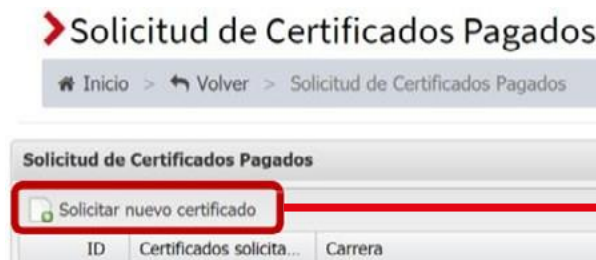 Solicitud de Certificados Pagados
Inicio > Volver > Solicitud de Certificados Pagados
Solicitud de Certificados Pagados
Solicitar nuevo certificado
ID Certificados solicita... Carrera